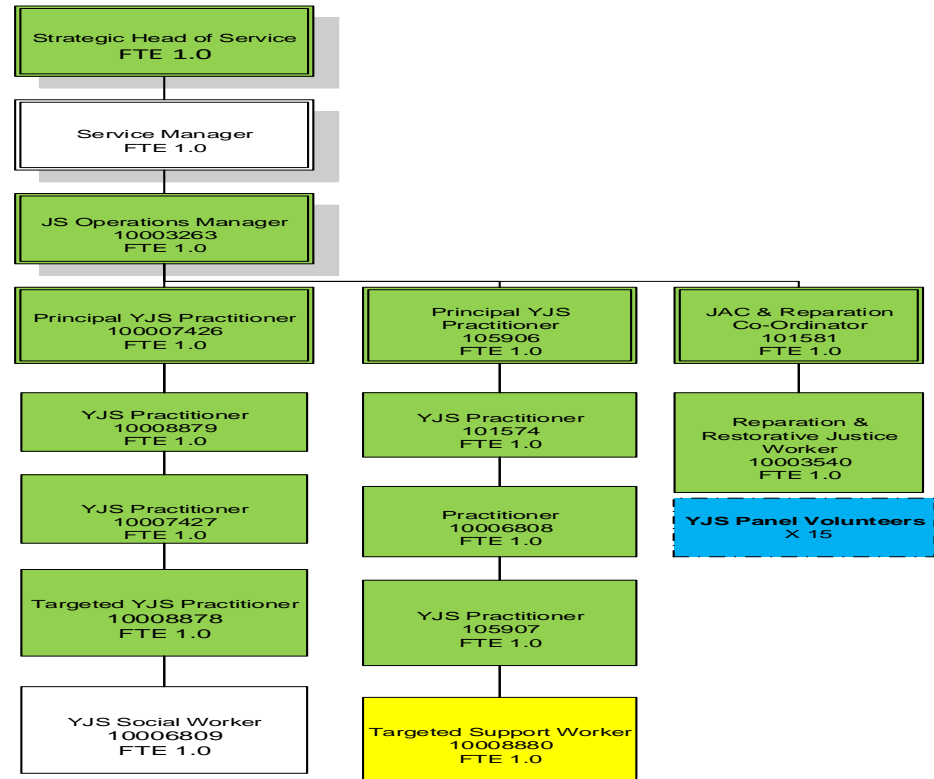 Strategic Head of Service
FTE 1.0
Service Manager
FTE 1.0
JS Operations Manager
10003263
FTE 1.0
Principal YJS Practitioner
100007426
FTE 1.0
YJS Practitioner
10008879
FTE 1.0
YJS Practitioner
10007427
FTE 1.0
Targeted YJS Practitioner
10008878
FTE 1.0
YJS Social Worker
10006809
FTE 1.0
Principal YJS
Practitioner
105906
FTE 1.0
YJS Practitioner
101574
FTE 1.0
Practitioner
10006808
FTE 1.0
YJS Practitioner
105907
FTE 1.0
Targeted Support Worker
10008880
FTE 1.0
JAC & Reparation
Co-Ordinator
101581
FTE 1.0
Reparation &
Restorative Justice
Worker
10003540
FTE 1.0
YJS Panel Volunteers
X 15